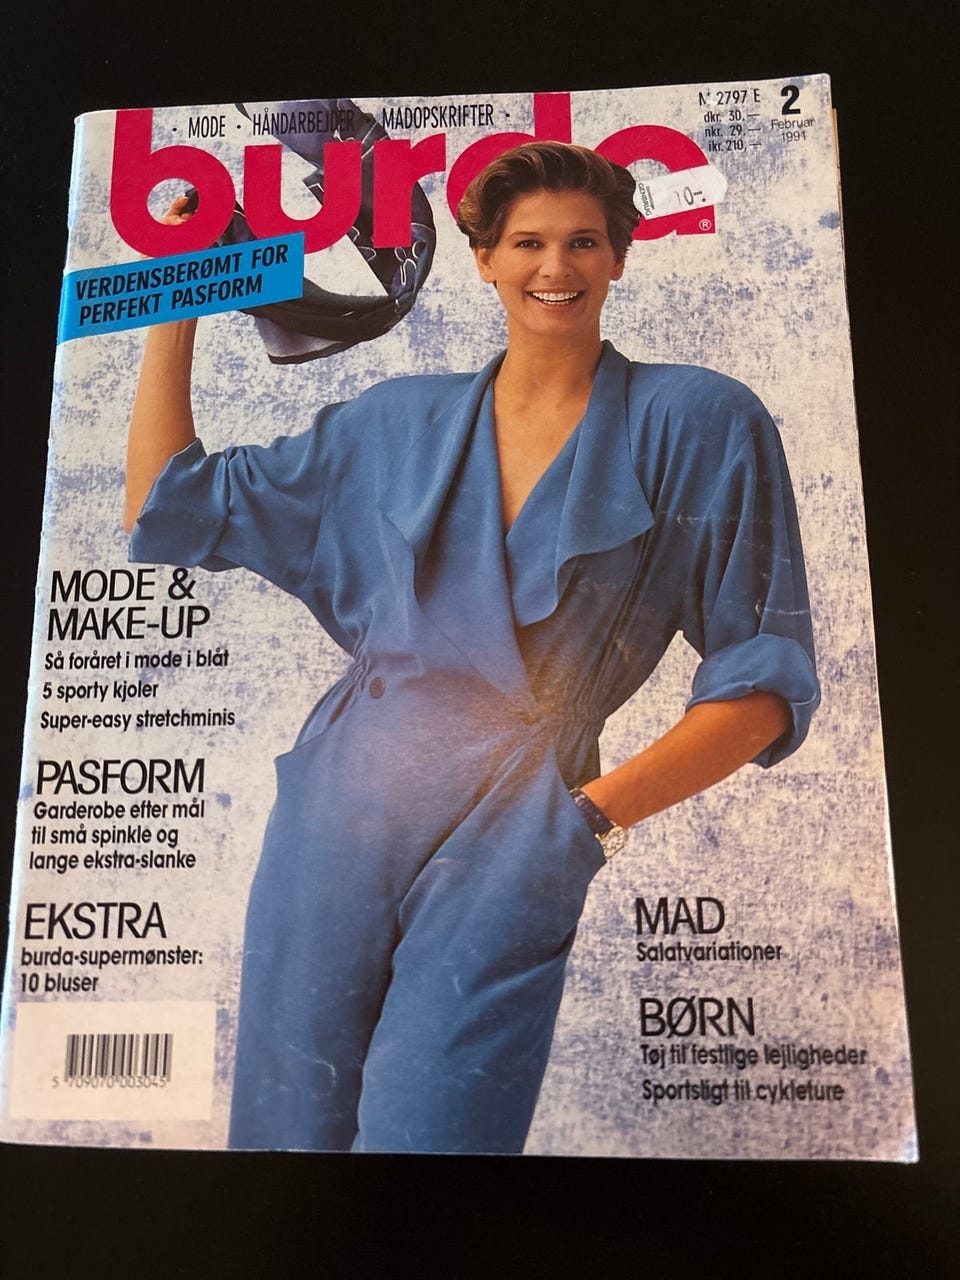 · MODE · HÅNDARBEJDER · MADOPSKRIFTER ·
N° 2797 E
dkr. 30,—
nkr. 29,—
ikr. 210,—
2
Februar
1991
burda®
GENBRUG
10,-
VERDENSBERØMT FOR
PERFEKT PASFORM
MODE &
MAKE-UP
Så foråret i mode i blåt
5 sporty kjoler
Super-easy stretchminis
PASFORM
Garderobe efter mål
til små spinkle og
lange ekstra-slanke
EKSTRA
burda-supermønster:
10 bluser
MAD
Salatvariationer
BØRN
Tøj til festlige lejligheder
Sportsligt til cykleture
5 709070 003045